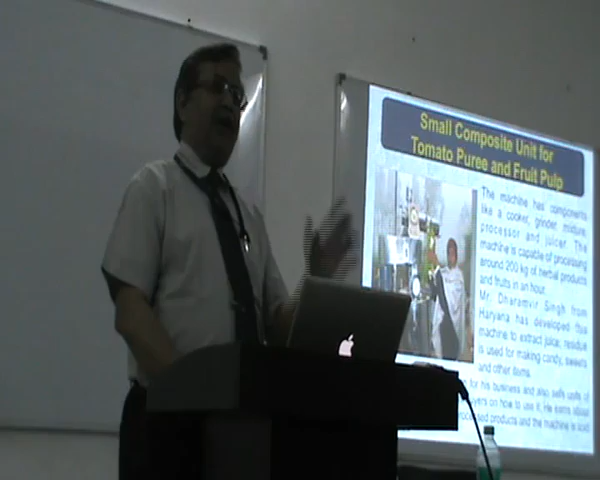 Small Composite Unit for
Tomato Puree and Fruit Pulp
The machine has components
like a cooker, grinder, mixture,
processor and juicer. The
machine is capable of processing
around 200 kg of herbal products
and fruits in an hour.
Mr. Dharamvir Singh from
Haryana has developed this
machine to extract juice, residue
is used for making candy, sweets
and other items.
for his business and also sells units of
on how to use it. He earns
products and the machine is